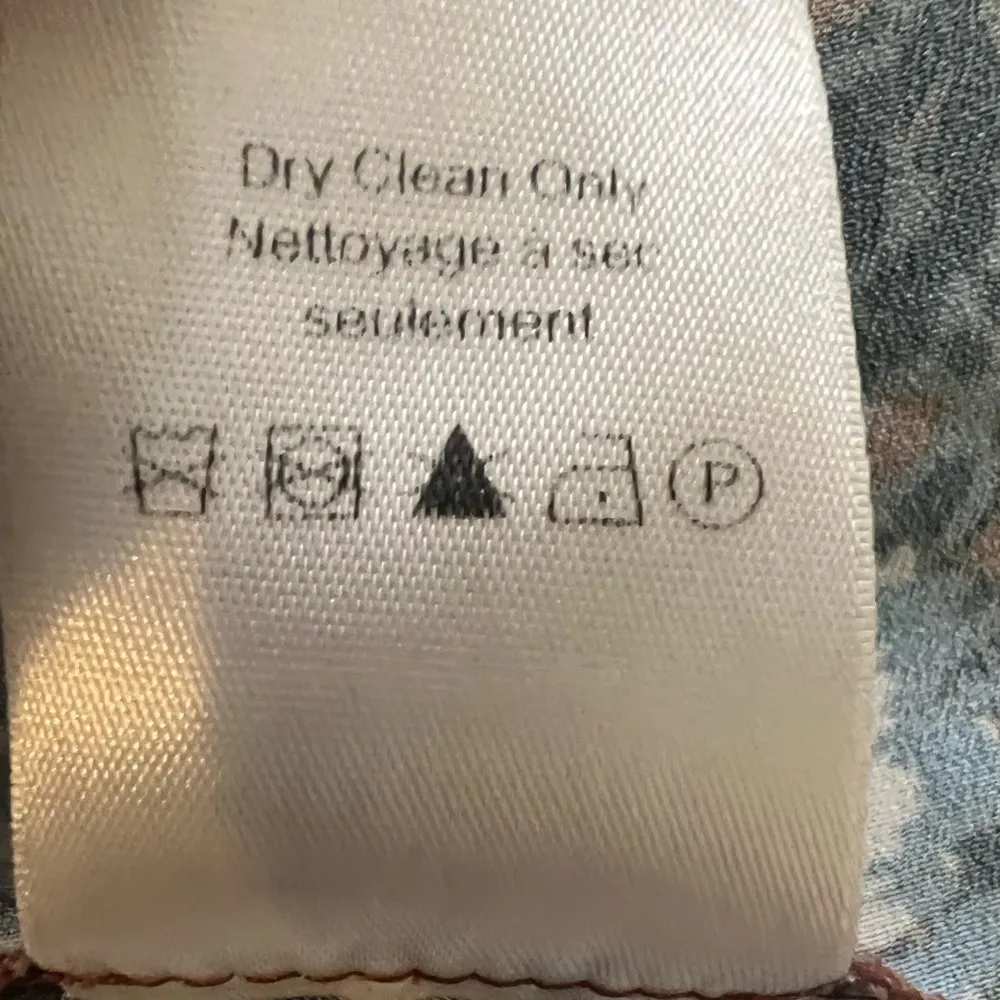 Dry Clean Only
Nettoyage à sec
seulement
P